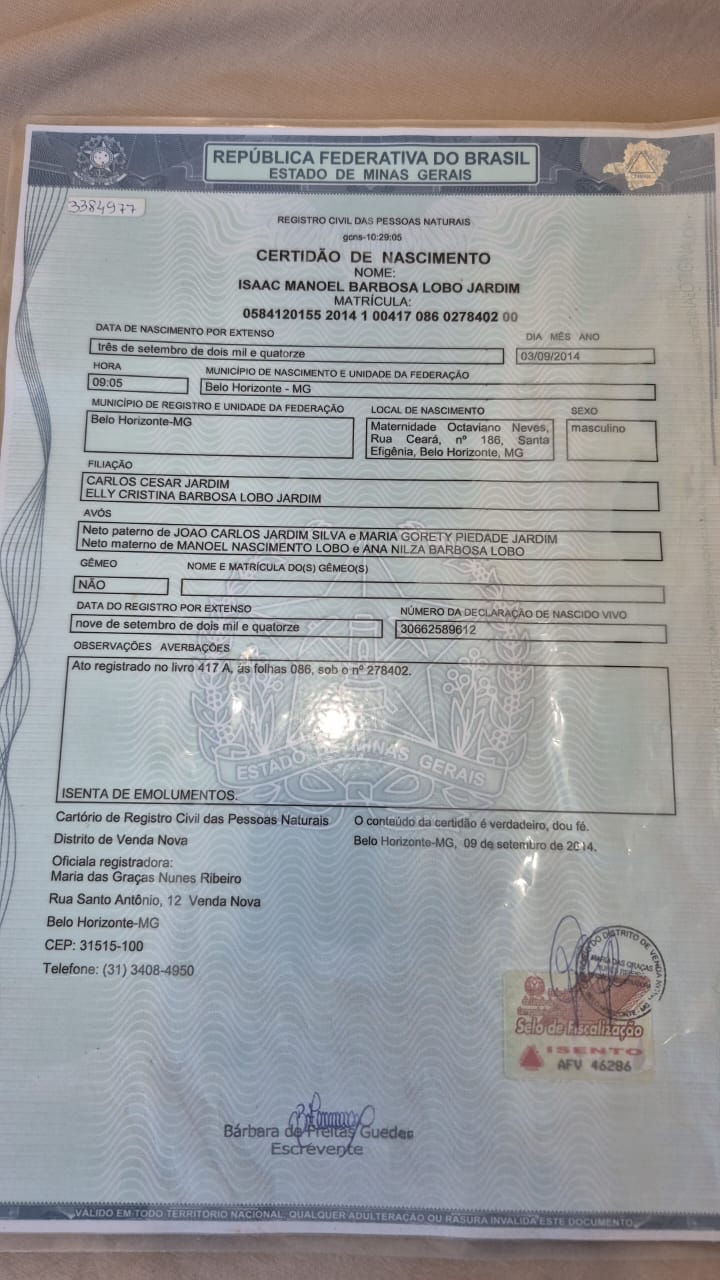 REPÚBLICA FEDERATIVA DO BRASIL
ESTADO DE MINAS GERAIS
3384977
REGISTRO CIVIL DAS PESSOAS NATURAIS
gcns-10:29:05
CERTIDÃO DE NASCIMENTO
NOME:
ISAAC MANOEL BARBOSA LOBO JARDIM
MATRÍCULA:
0584120155 2014 1 00417 086 0278402 00
DATA DE NASCIMENTO POR EXTENSO
DIA MÊS ANO
três de setembro de dois mil e quatorze
03/09/2014
HORA
MUNICÍPIO DE NASCIMENTO E UNIDADE DA FEDERAÇÃO
09:05
Belo Horizonte - MG
MUNICÍPIO DE REGISTRO E UNIDADE DA FEDERAÇÃO
LOCAL DE NASCIMENTO
SEXO
Belo Horizonte-MG
Maternidade Octaviano Neves,
Rua Ceará, nº 186, Santa
Efigênia, Belo Horizonte, MG
masculino
FILIAÇÃO
CARLOS CESAR JARDIM
ELLY CRISTINA BARBOSA LOBO JARDIM
AVÓS
Neto paterno de JOAO CARLOS JARDIM SILVA e MARIA GORETY PIEDADE JARDIM
Neto materno de MANOEL NASCIMENTO LOBO e ANA NILZA BARBOSA LOBO
GÊMEO
NOME E MATRÍCULA DO(S) GÊMEO(S)
NÃO
DATA DO REGISTRO POR EXTENSO
NÚMERO DA DECLARAÇÃO DE NASCIDO VIVO
nove de setembro de dois mil e quatorze
30662589612
OBSERVAÇÕES AVERBAÇÕES
Ato registrado no livro 417 A, ás folhas 086, sob o nº 278402.
ESTADO DE MINAS GERAIS
ISENTA DE EMOLUMENTOS.
Cartório de Registro Civil das Pessoas Naturais
O conteúdo da certidão é verdadeiro, dou fé.
Distrito de Venda Nova
Belo Horizonte-MG, 09 de setembro de 2014.
Oficiala registradora:
Maria das Graças Nunes Ribeiro
Rua Santo Antônio, 12 Venda Nova
Belo Horizonte-MG
CEP: 31515-100
Telefone: (31) 3408-4950
MARIA DAS GRAÇAS
Selo de Fiscalização
ISENTO
AFV 46286
Bárbara de Freitas Guedes
Escrevente
VÁLIDO EM TODO TERRITÓRIO NACIONAL. QUALQUER ADULTERAÇÃO OU RASURA INVALIDA ESTE DOCUMENTO.